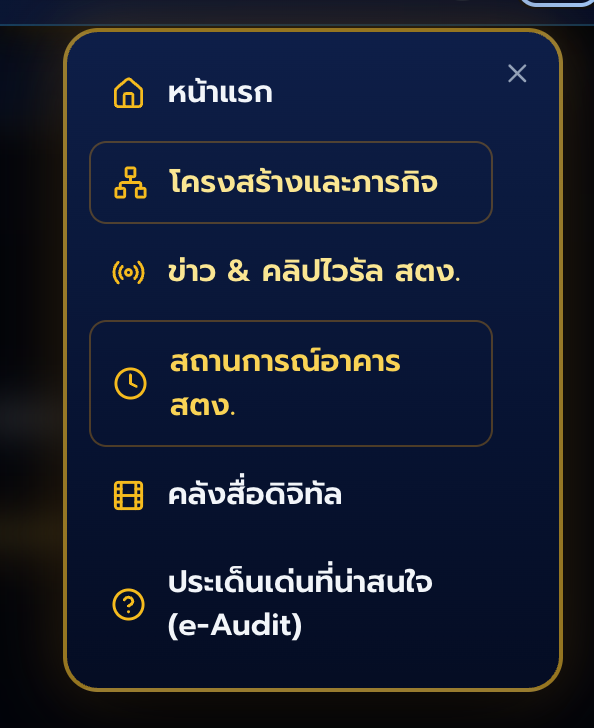 หน้าแรก
โครงสร้างและภารกิจ
ข่าว & คลิปไวรัล สตง.
สถานการณ์อาคาร
สตง.
คลังสื่อดิจิทัล
ประเด็นเด่นที่น่าสนใจ
(e-Audit)